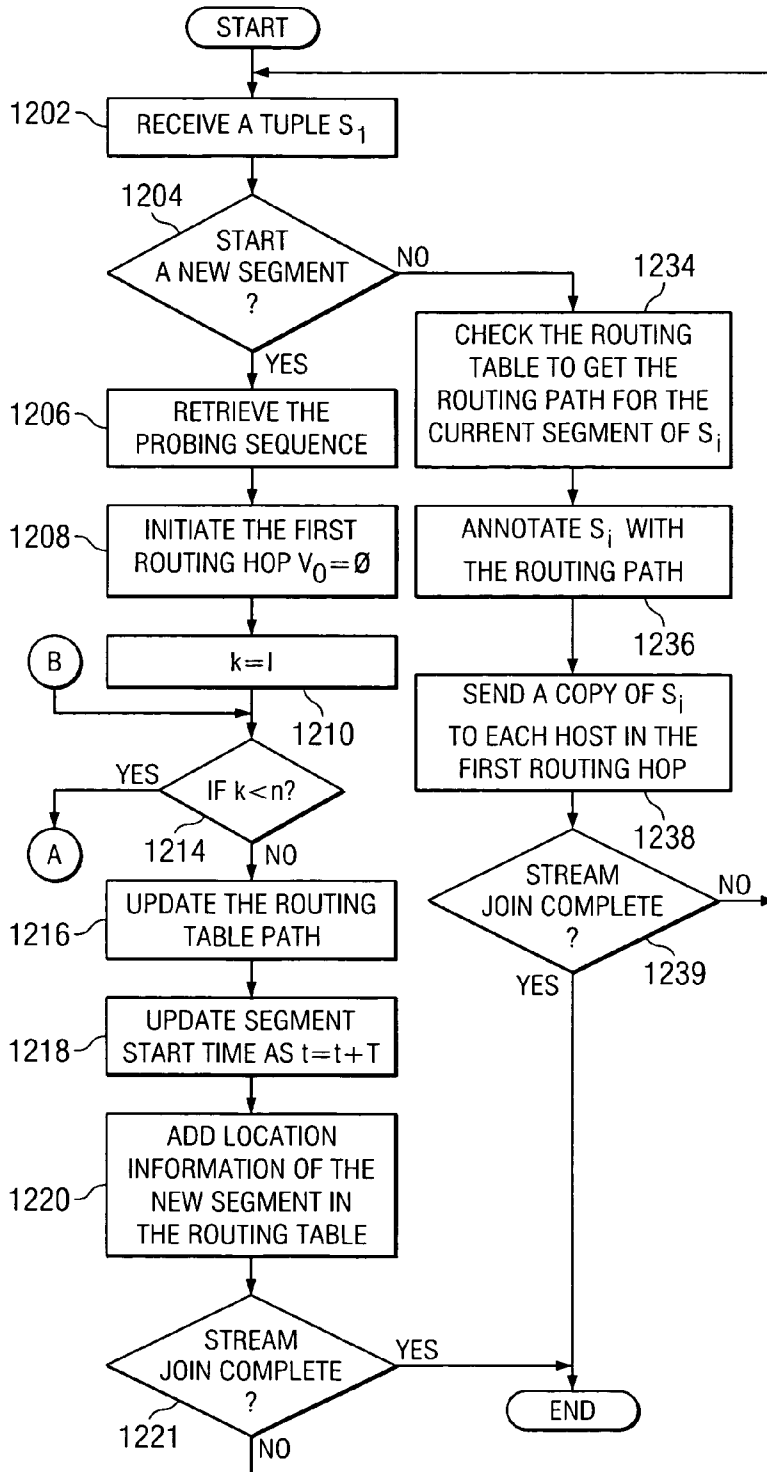 START
1202
RECEIVE A TUPLE S1
1204
START
A NEW SEGMENT
?
NO
YES
1206
RETRIEVE THE
PROBING SEQUENCE
1208
INITIATE THE FIRST
ROUTING HOP V0=Ø
B
k=l
1210
YES
IF k<n?
1214
A
NO
1216
UPDATE THE ROUTING
TABLE PATH
1218
UPDATE SEGMENT
START TIME AS t=t+T
1220
ADD LOCATION
INFORMATION OF THE
NEW SEGMENT IN
THE ROUTING TABLE
STREAM
JOIN COMPLETE
?
YES
1221
NO
1234
CHECK THE ROUTING
TABLE TO GET THE
ROUTING PATH FOR THE
CURRENT SEGMENT OF Si
ANNOTATE Si WITH
THE ROUTING PATH
1236
SEND A COPY OF Si
TO EACH HOST IN THE
FIRST ROUTING HOP
1238
STREAM
JOIN COMPLETE
?
NO
1239
YES
END